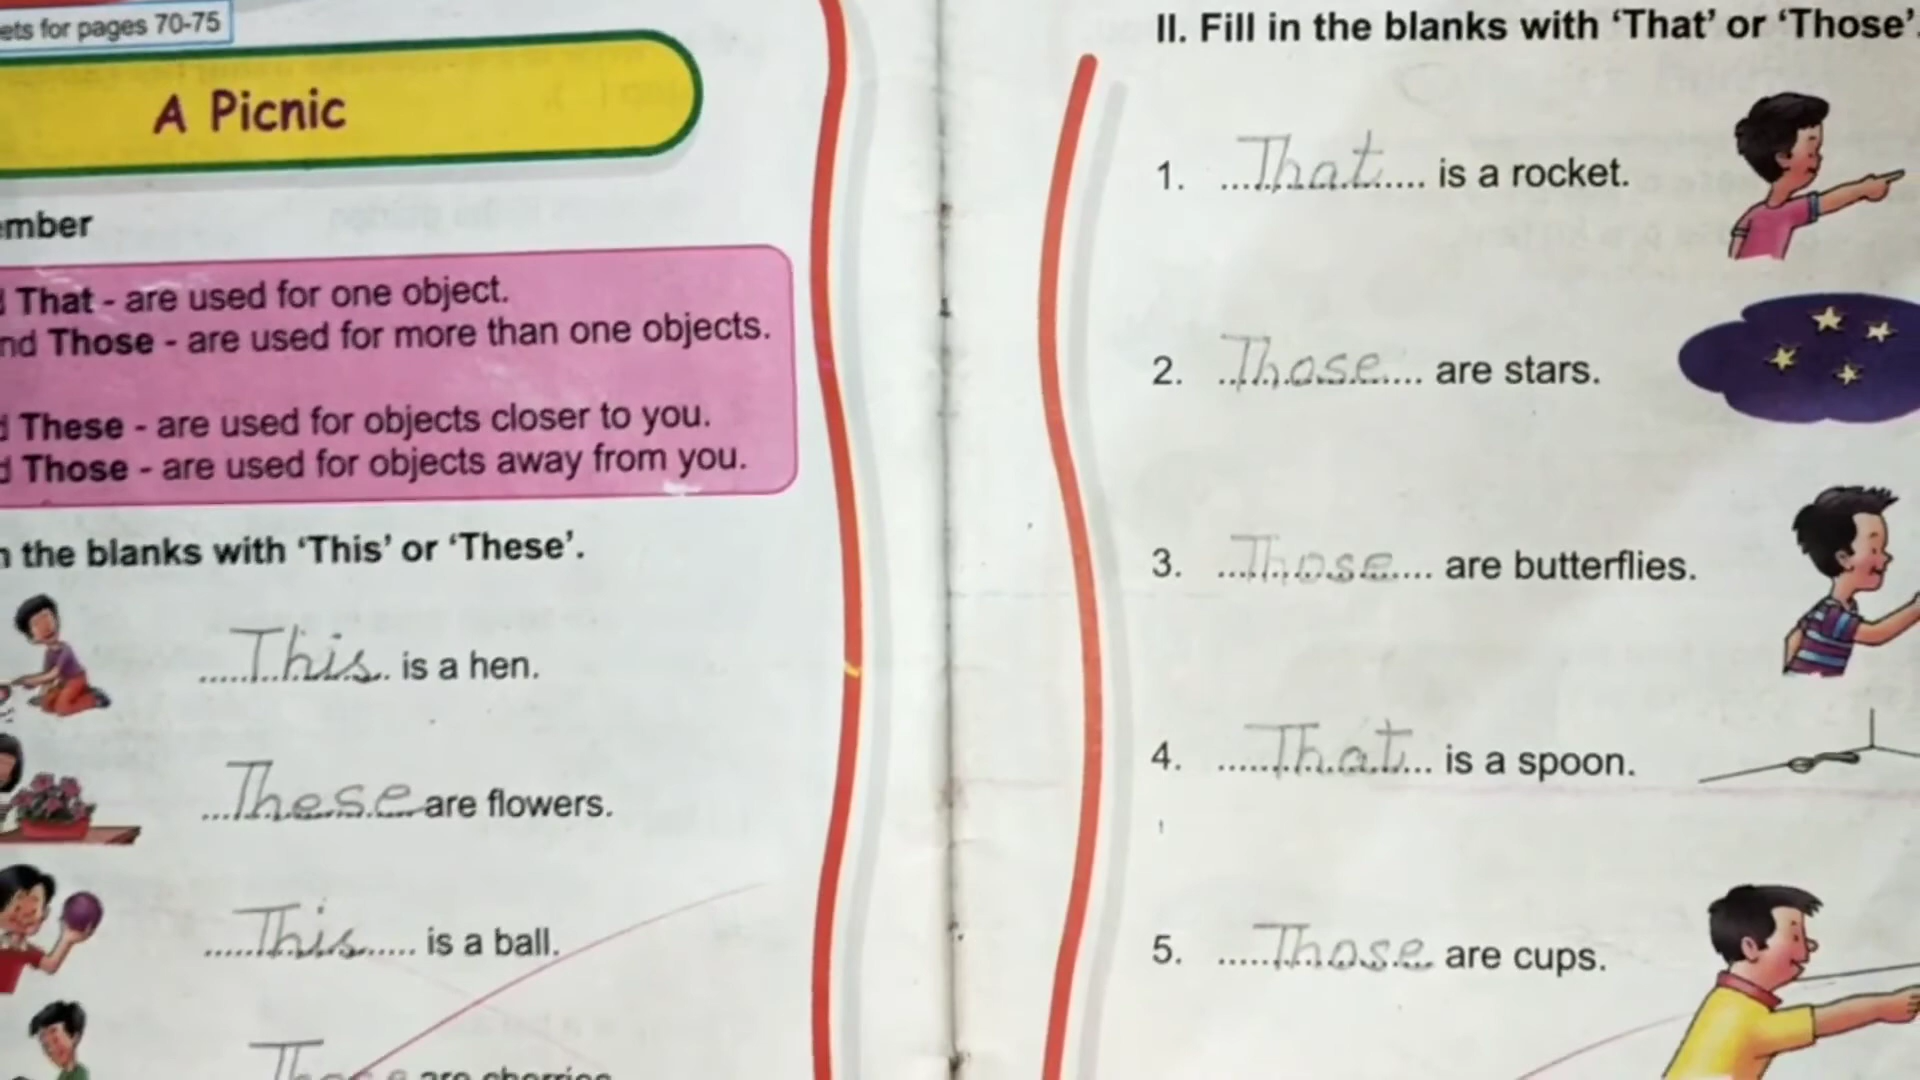 ets for pages 70-75
A Picnic
ember
d That - are used for one object.
nd Those - are used for more than one objects.
d These - are used for objects closer to you.
d Those - are used for objects away from you.
n the blanks with 'This' or 'These'.
This is a hen.
These are flowers.
This is a ball.
These are cherries
II. Fill in the blanks with 'That' or 'Those'.
1. That is a rocket.
2. Those are stars.
3. Those are butterflies.
4. That is a spoon.
5. Those are cups.